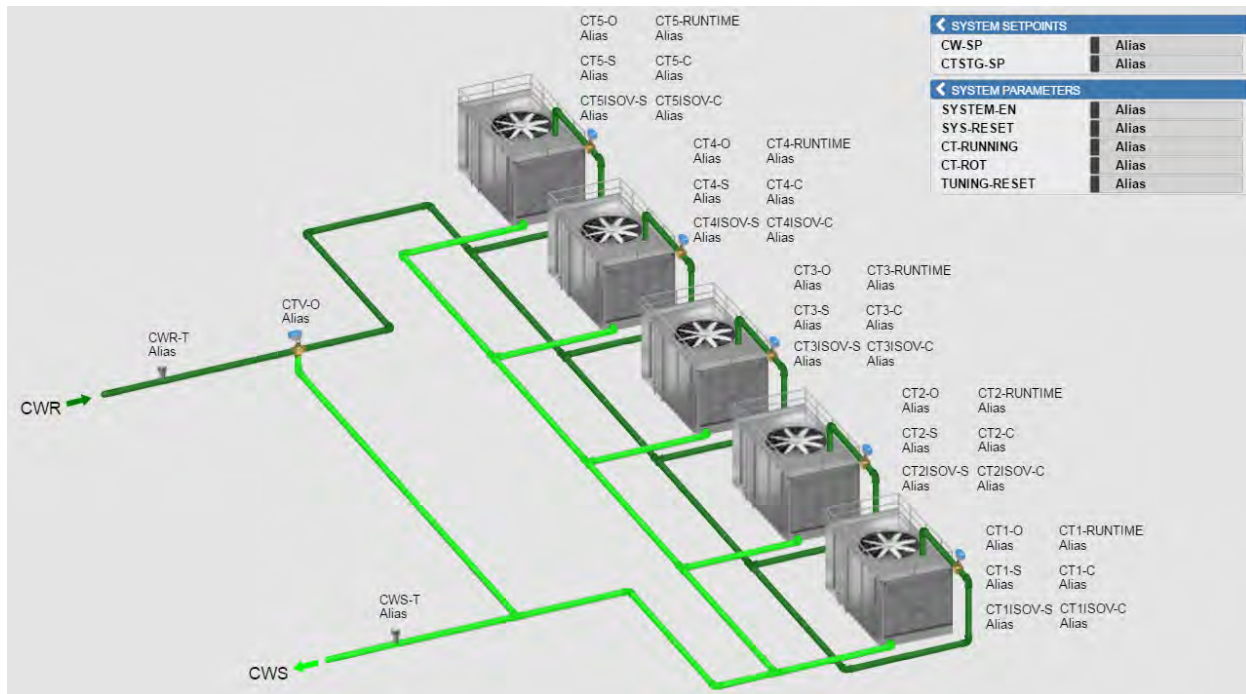 CT5-O CT5-RUNTIME
Alias Alias
CT5-S CT5-C
Alias Alias
CT5ISOV-S CT5ISOV-C
Alias Alias
SYSTEM SETPOINTS
CW-SP Alias
CTSTG-SP Alias
SYSTEM PARAMETERS
SYSTEM-EN Alias
SYS-RESET Alias
CT-RUNNING Alias
CT-ROT Alias
TUNING-RESET Alias
CT4-O CT4-RUNTIME
Alias Alias
CT4-S CT4-C
Alias Alias
CT4ISOV-S CT4ISOV-C
Alias Alias
CT3-O CT3-RUNTIME
Alias Alias
CT3-S CT3-C
Alias Alias
CT3ISOV-S CT3ISOV-C
Alias Alias
CTV-O
Alias
CWR-T
Alias
CWR
CT2-O CT2-RUNTIME
Alias Alias
CT2-S CT2-C
Alias Alias
CT2ISOV-S CT2ISOV-C
Alias Alias
CT1-O CT1-RUNTIME
Alias Alias
CT1-S CT1-C
Alias Alias
CT1ISOV-S CT1ISOV-C
Alias Alias
CWS-T
Alias
CWS